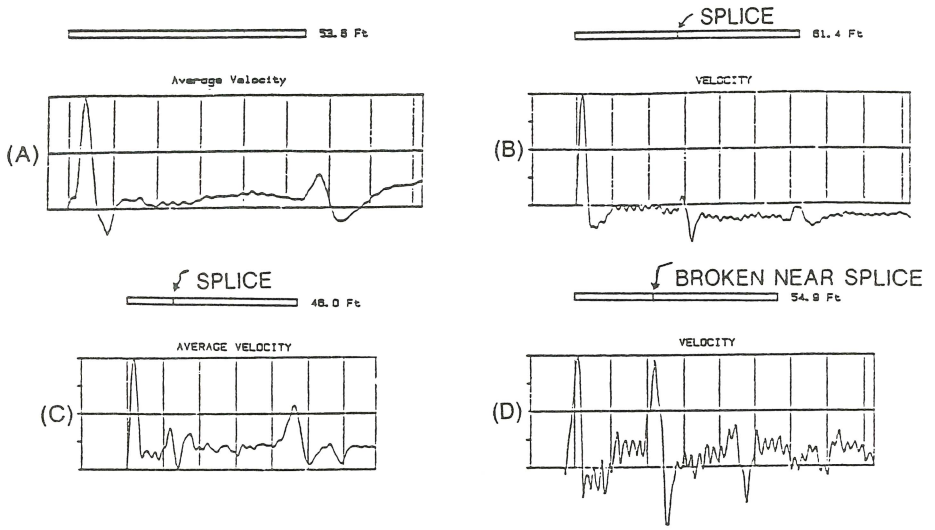 53.6 Ft
Average Velocity
(A)
SPLICE
61.4 Ft
VELOCITY
(B)
SPLICE
46.0 Ft
AVERAGE VELOCITY
(C)
BROKEN NEAR SPLICE
54.9 Ft
VELOCITY
(D)